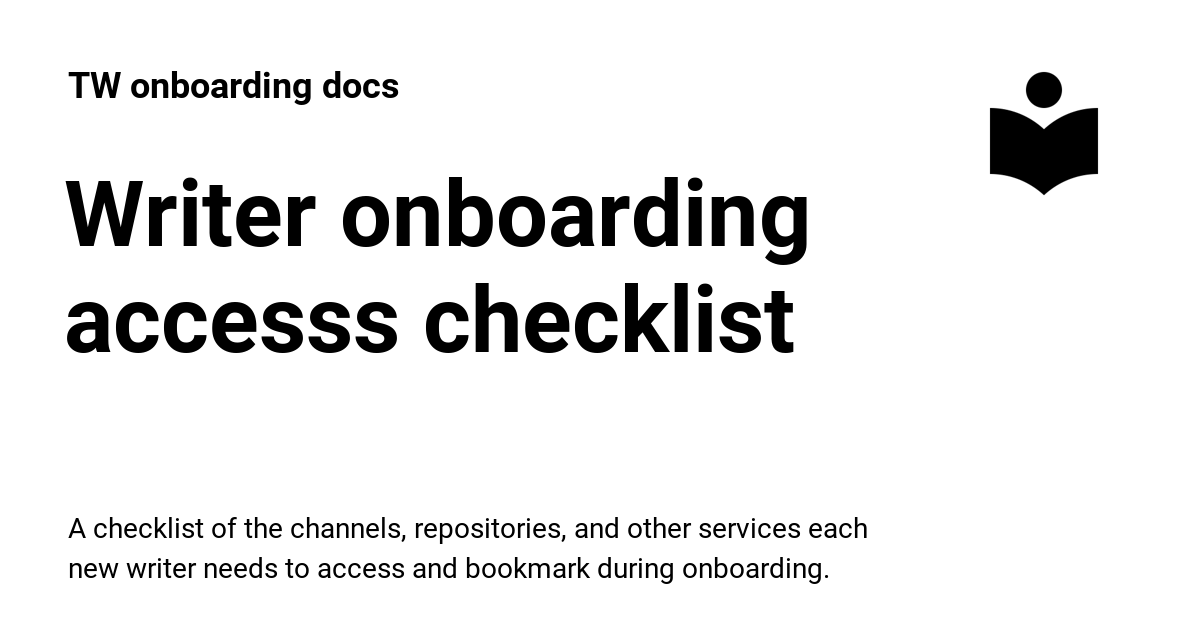 TW onboarding docs
Writer onboarding
accesss checklist
A checklist of the channels, repositories, and other services each
new writer needs to access and bookmark during onboarding.